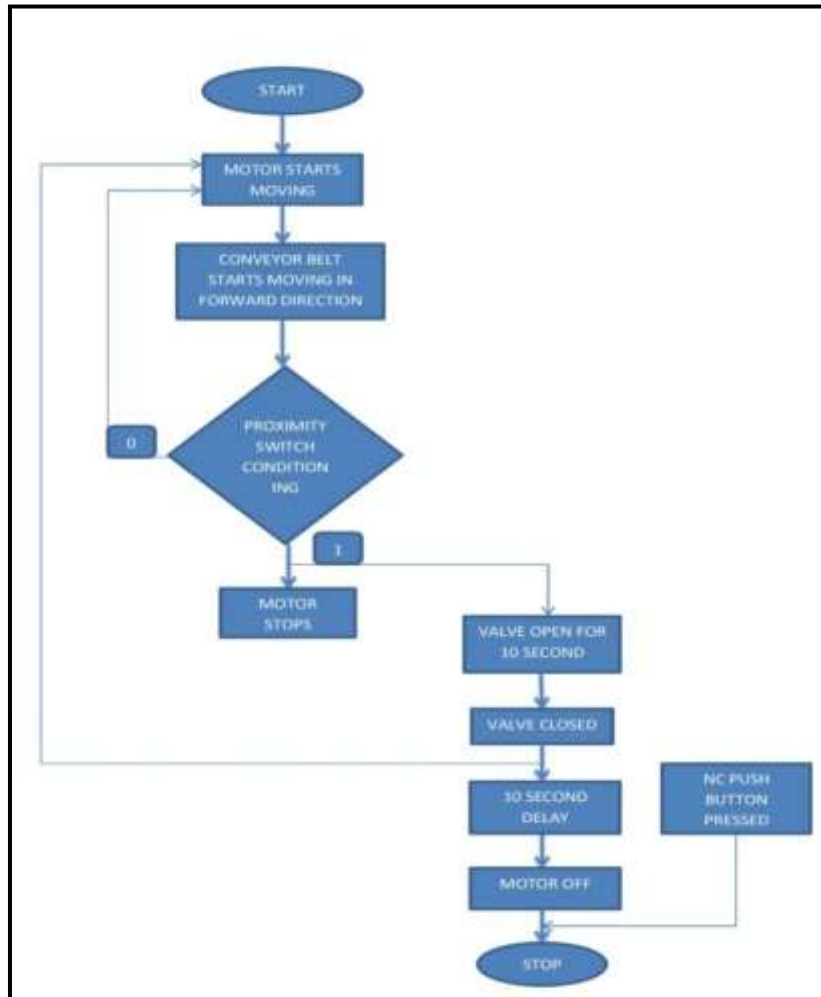 START
MOTOR STARTS
MOVING
CONVEYOR BELT
STARTS MOVING IN
FORWARD DIRECTION
PROXIMITY
SWITCH
CONDITION
ING
0
1
MOTOR
STOPS
VALVE OPEN FOR
10 SECOND
VALVE CLOSED
10 SECOND
DELAY
NC PUSH
BUTTON
PRESSED
MOTOR OFF
STOP